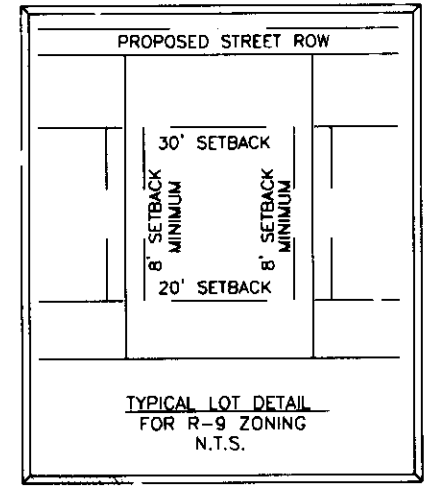 PROPOSED STREET ROW
30' SETBACK
8' SETBACK
MINIMUM
8' SETBACK
MINIMUM
20' SETBACK
TYPICAL LOT DETAIL
FOR R-9 ZONING
N.T.S.